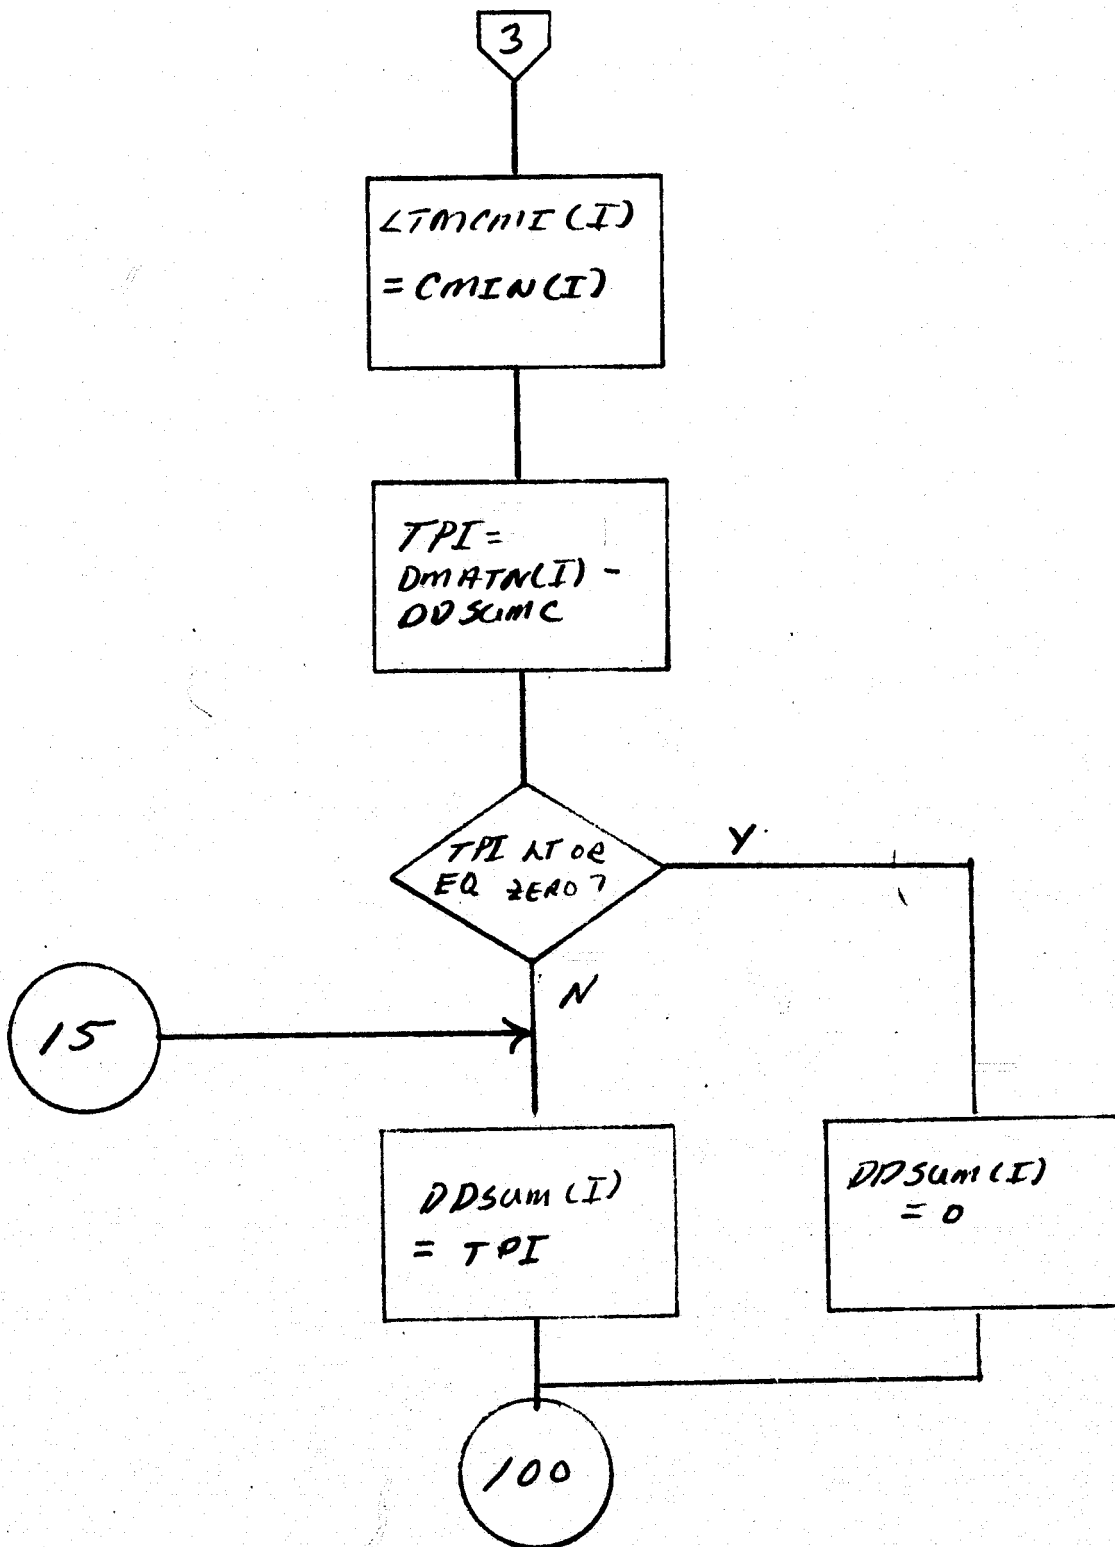 3
LTMCMI(I)
= CMIN(I)
TPI=
DMATN(I) -
DDSUMC
TPI LT OR
EQ ZERO?
Y
N
15
DDSUM(I)
= TPI
DDSUM(I)
= 0
100